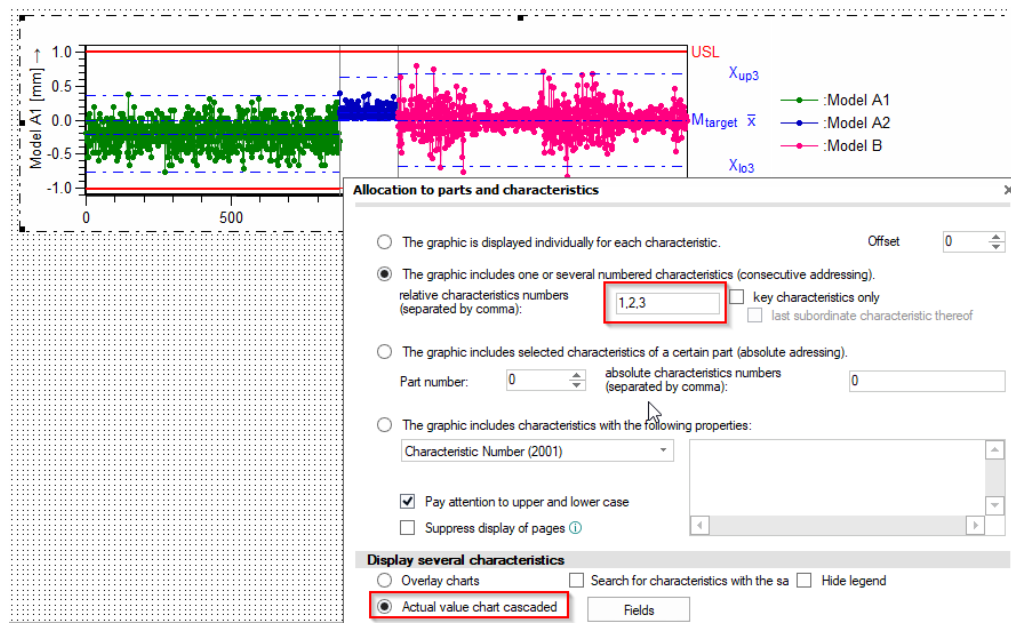 USL
1.0
Xup3
0.5
:Model A1
0.0
Mtarget x̅
:Model A2
:Model B
-0.5
Xlo3
-1.0
Model A1 [mm] →
0
500
Allocation to parts and characteristics
The graphic is displayed individually for each characteristic.
Offset
0
The graphic includes one or several numbered characteristics (consecutive addressing).
relative characteristics numbers
(separated by comma):
1,2,3
key characteristics only
last subordinate characteristic thereof
The graphic includes selected characteristics of a certain part (absolute adressing).
Part number:
0
absolute characteristics numbers
(separated by comma):
0
The graphic includes characteristics with the following properties:
Characteristic Number (2001)
Pay attention to upper and lower case
Suppress display of pages
Display several characteristics
Overlay charts
Search for characteristics with the sa
Hide legend
Actual value chart cascaded
Fields